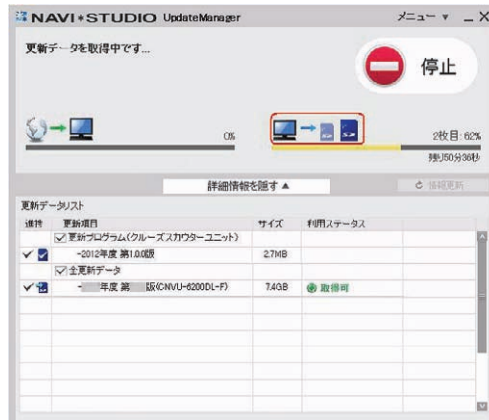 NAVI*STUDIO UpdateManager メニュー
更新データを取得中です...
停止
0%
2枚目:62%
残り50分36秒
詳細情報を隠す ▲
情報更新
更新データリスト
進捗 更新項目 サイズ 利用ステータス
更新プログラム(クルーズスカウターユニット)
-2012年度 第1.0.0版 2.7MB
全更新データ
- 年度 第 版(CNVU-6200DL-F) 7.4GB 取得可